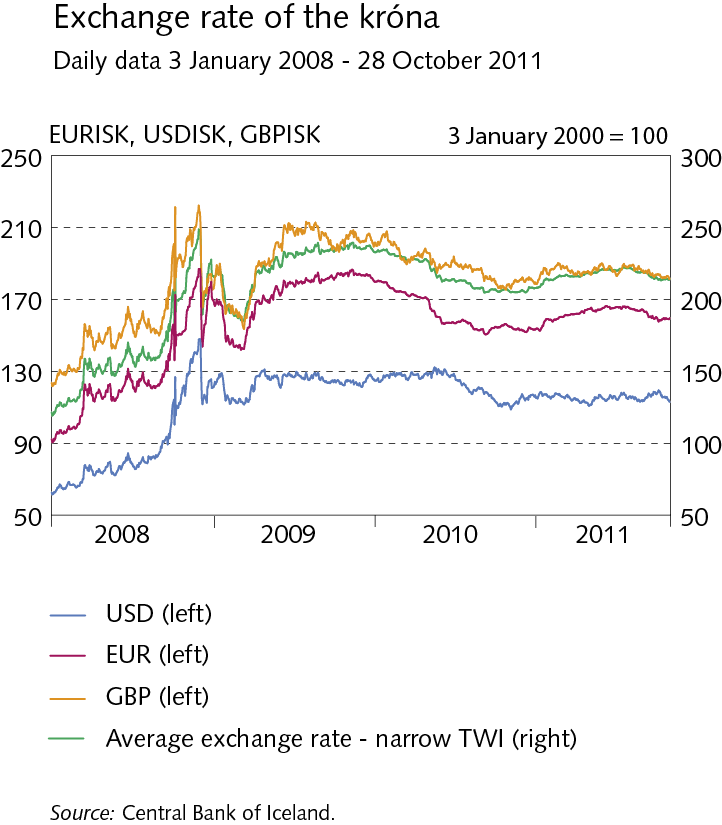 Exchange rate of the króna
Daily data 3 January 2008 - 28 October 2011
EURISK, USDISK, GBPISK
3 January 2000 = 100
250
300
210
250
170
200
130
150
90
100
50
50
2008
2009
2010
2011
USD (left)
EUR (left)
GBP (left)
Average exchange rate - narrow TWI (right)
Source: Central Bank of Iceland.